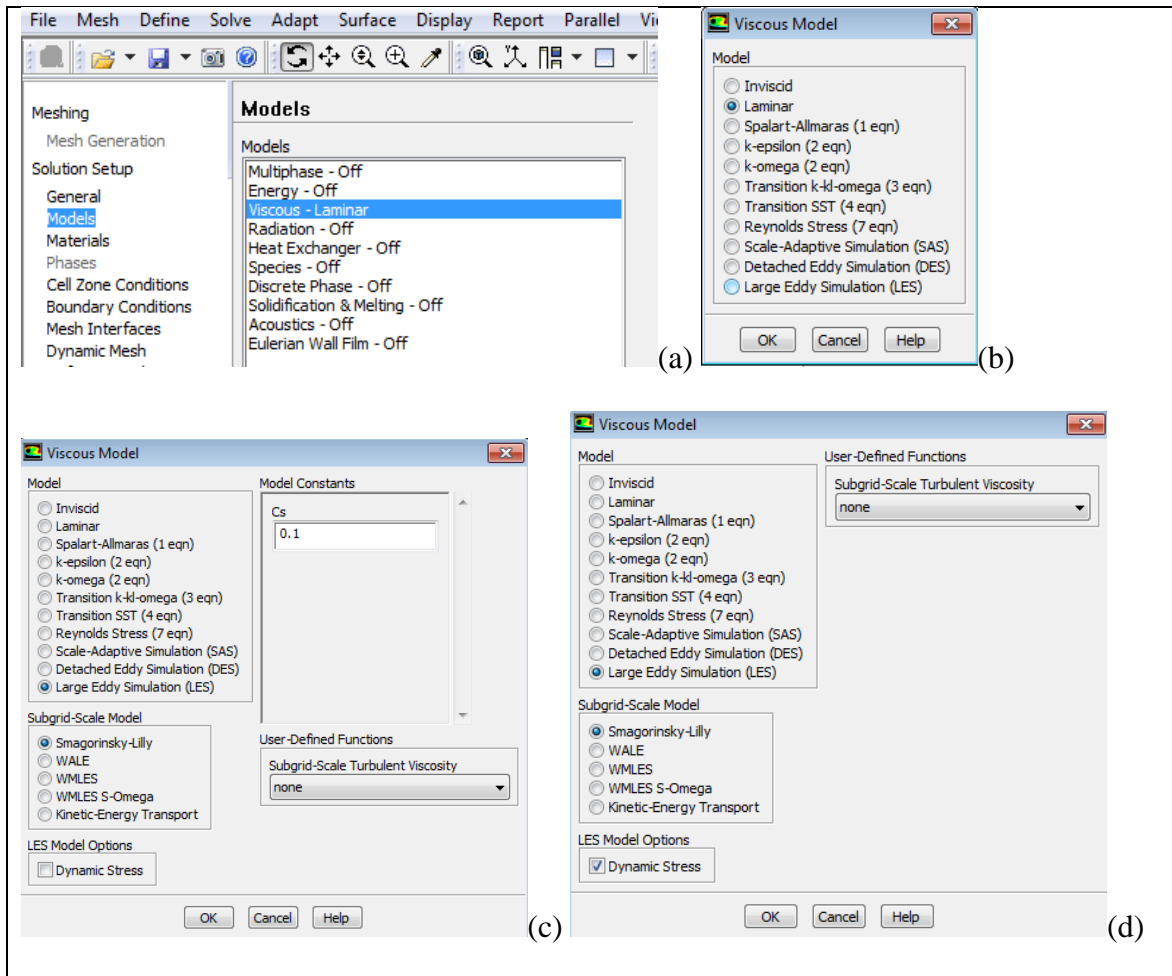 File Mesh Define Solve Adapt Surface Display Report Parallel
Meshing
Mesh Generation
Solution Setup
General
Models
Materials
Phases
Cell Zone Conditions
Boundary Conditions
Mesh Interfaces
Dynamic Mesh
Models
Models
Multiphase - Off
Energy - Off
Viscous - Laminar
Radiation - Off
Heat Exchanger - Off
Species - Off
Discrete Phase - Off
Solidification & Melting - Off
Acoustics - Off
Eulerian Wall Film - Off
(a)
Viscous Model
Model
Inviscid
Laminar
Spalart-Allmaras (1 eqn)
k-epsilon (2 eqn)
k-omega (2 eqn)
Transition k-kl-omega (3 eqn)
Transition SST (4 eqn)
Reynolds Stress (7 eqn)
Scale-Adaptive Simulation (SAS)
Detached Eddy Simulation (DES)
Large Eddy Simulation (LES)
OK Cancel Help
(b)
Viscous Model
Model
Inviscid
Laminar
Spalart-Allmaras (1 eqn)
k-epsilon (2 eqn)
k-omega (2 eqn)
Transition k-kl-omega (3 eqn)
Transition SST (4 eqn)
Reynolds Stress (7 eqn)
Scale-Adaptive Simulation (SAS)
Detached Eddy Simulation (DES)
Large Eddy Simulation (LES)
Model Constants
Cs
0.1
Subgrid-Scale Model
Smagorinsky-Lilly
WALE
WMLES
WMLES S-Omega
Kinetic-Energy Transport
User-Defined Functions
Subgrid-Scale Turbulent Viscosity
none
LES Model Options
Dynamic Stress
OK Cancel Help
(c)
Viscous Model
Model
Inviscid
Laminar
Spalart-Allmaras (1 eqn)
k-epsilon (2 eqn)
k-omega (2 eqn)
Transition k-kl-omega (3 eqn)
Transition SST (4 eqn)
Reynolds Stress (7 eqn)
Scale-Adaptive Simulation (SAS)
Detached Eddy Simulation (DES)
Large Eddy Simulation (LES)
User-Defined Functions
Subgrid-Scale Turbulent Viscosity
none
Subgrid-Scale Model
Smagorinsky-Lilly
WALE
WMLES
WMLES S-Omega
Kinetic-Energy Transport
LES Model Options
Dynamic Stress
OK Cancel Help
(d)